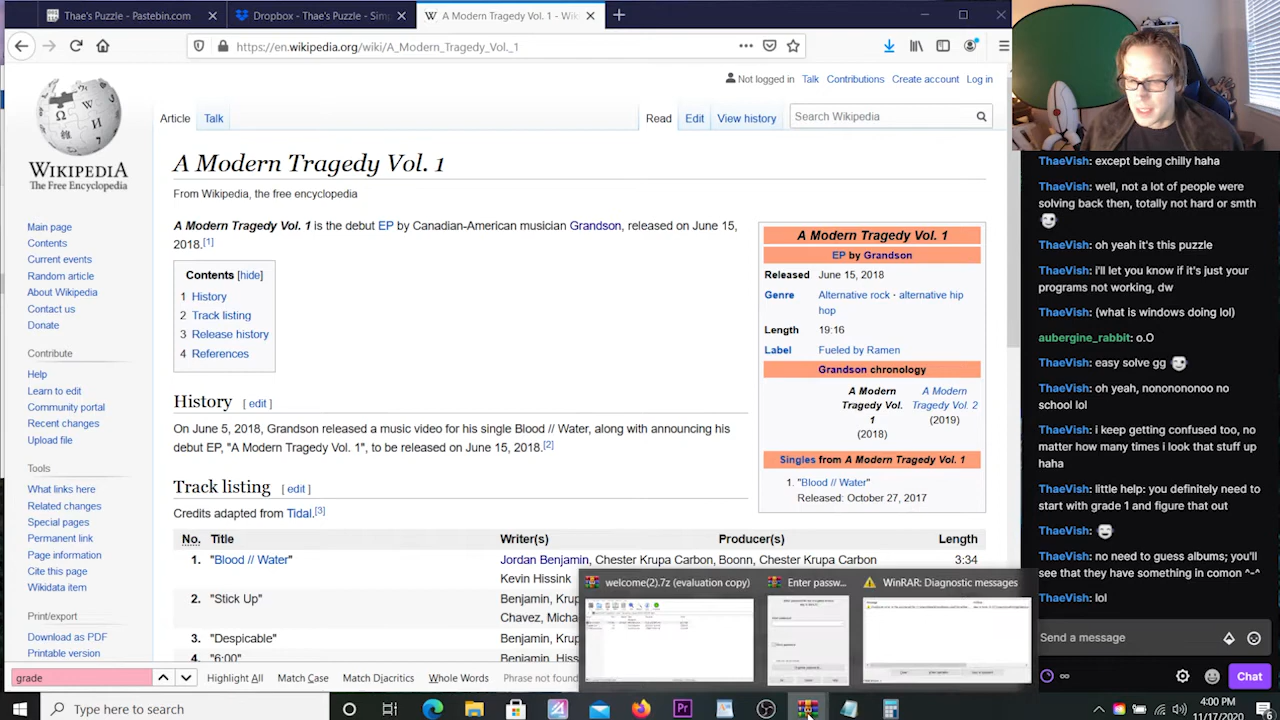 Thae's Puzzle - Pastebin.com
Dropbox - Thae's Puzzle - Simp
A Modern Tragedy Vol. 1 - Wik
https://en.wikipedia.org/wiki/A_Modern_Tragedy_Vol._1
Not logged in Talk Contributions Create account Log in
Article Talk Read Edit View history Search Wikipedia
WIKIPEDIA
The Free Encyclopedia
Main page
Contents
Current events
Random article
About Wikipedia
Contact us
Donate
Contribute
Help
Learn to edit
Community portal
Recent changes
Upload file
Tools
What links here
Related changes
Special pages
Permanent link
Page information
Cite this page
Wikidata item
Print/export
Download as PDF
Printable version
A Modern Tragedy Vol. 1
From Wikipedia, the free encyclopedia
A Modern Tragedy Vol. 1 is the debut EP by Canadian-American musician Grandson, released on June 15,
2018.[1]
Contents [hide]
1 History
2 Track listing
3 Release history
4 References
History [ edit ]
On June 5, 2018, Grandson released a music video for his single Blood // Water, along with announcing his
debut EP, "A Modern Tragedy Vol. 1", to be released on June 15, 2018.[2]
Track listing [ edit ]
Credits adapted from Tidal.[3]
No. Title Writer(s) Producer(s) Length
1. "Blood // Water" Jordan Benjamin, Chester Krupa Carbon, Boonn, Chester Krupa Carbon 3:34
Kevin Hissink
2. "Stick Up" Benjamin, Krup
Chavez, Micha
3. "Despicable" Benjamin, Krup
4. "6:00" Benjamin, Hiss
A Modern Tragedy Vol. 1
EP by Grandson
Released June 15, 2018
Genre Alternative rock · alternative hip
hop
Length 19:16
Label Fueled by Ramen
Grandson chronology
A Modern
Tragedy Vol.
1
(2018)
A Modern
Tragedy Vol. 2
(2019)
Singles from A Modern Tragedy Vol. 1
1. "Blood // Water"
Released: October 27, 2017
welcome(2).7z (evaluation copy)
Enter passw...
WinRAR: Diagnostic messages
grade Highlight All Match Case Match Diacritics Whole Words Phrase not foun
Type here to search
4:00 PM
ThaeVish: except being chilly haha
ThaeVish: well, not a lot of people were
solving back then, totally not hard or smth
ThaeVish: oh yeah it's this puzzle
ThaeVish: i'll let you know if it's just your
programs not working, dw
ThaeVish: (what is windows doing lol)
aubergine_rabbit: o.O
ThaeVish: easy solve gg
ThaeVish: oh yeah, nonononono no
school lol
ThaeVish: i keep getting confused too, no
matter how many times i look that stuff up
haha
ThaeVish: little help: you definitely need to
start with grade 1 and figure that out
ThaeVish:
ThaeVish: no need to guess albums; you'll
see that they have something in comon ^-^
ThaeVish: lol
Send a message
Chat